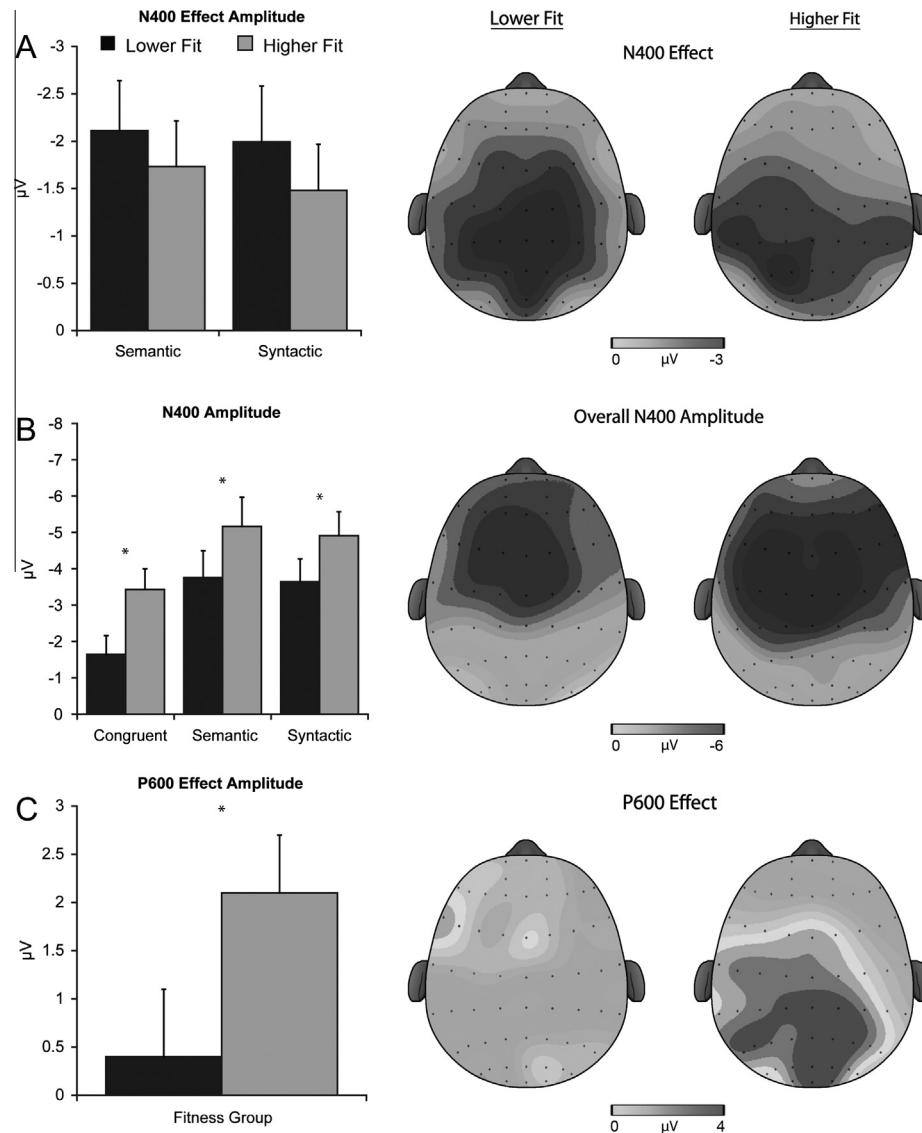 A
N400 Effect Amplitude
Lower Fit
Higher Fit
-3
-2.5
-2
-1.5
-1
-0.5
0
µV
Semantic
Syntactic
Lower Fit
Higher Fit
N400 Effect
0 µV -3
B
N400 Amplitude
-8
-7
-6
-5
-4
-3
-2
-1
0
µV
*
*
*
Congruent
Semantic
Syntactic
Overall N400 Amplitude
0 µV -6
C
P600 Effect Amplitude
3
2.5
2
1.5
1
0.5
0
µV
*
Fitness Group
P600 Effect
0 µV 4